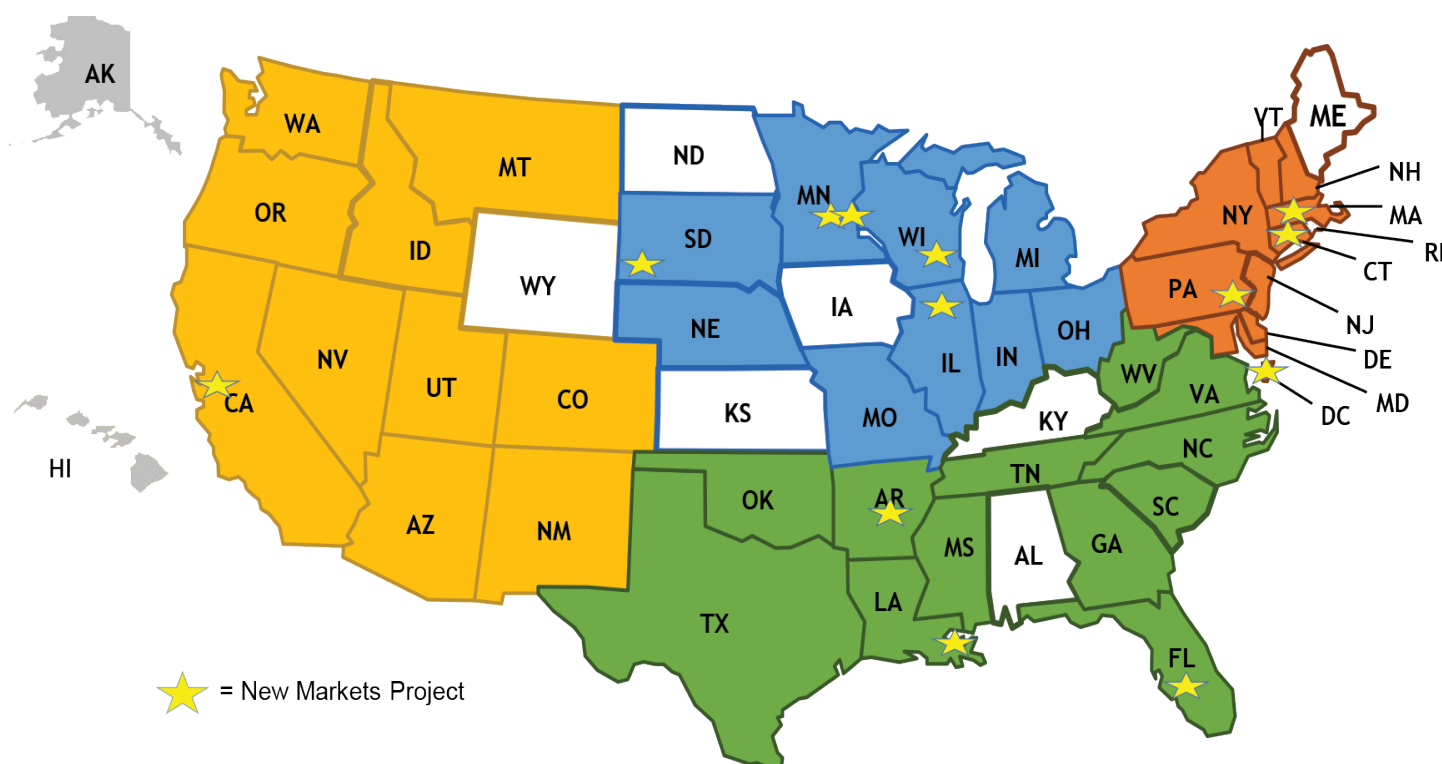 AK
WA
MT
ND
MN
VT
ME
NH
OR
ID
SD
WI
MI
NY
MA
RI
CT
WY
IA
PA
NE
NJ
NV
UT
CO
IL
IN
OH
DE
CA
KS
MO
KY
WV
VA
DC
MD
HI
AZ
NM
OK
AR
TN
NC
SC
TX
LA
MS
AL
GA
FL
= New Markets Project